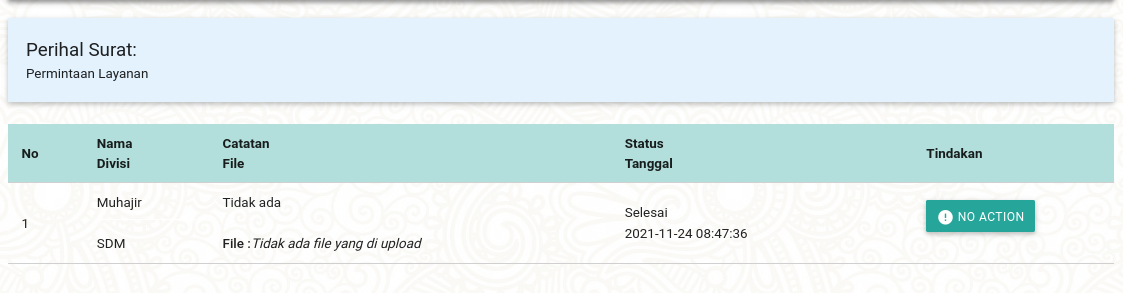 Perihal Surat:
Permintaan Layanan
No
Nama
Divisi
Catatan
File
Status
Tanggal
Tindakan
1
Muhajir
SDM
Tidak ada
File :Tidak ada file yang di upload
Selesai
2021-11-24 08:47:36
NO ACTION